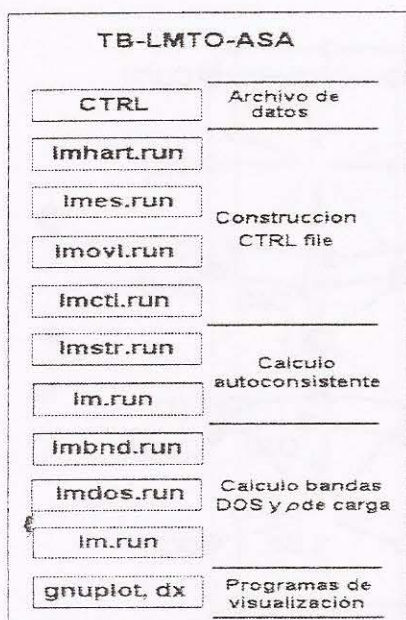 TB-LMTO-ASA
CTRL
Archivo de
datos
lmhart.run
lmes.run
lmovl.run
lmctl.run
Construccion
CTRL file
lmstr.run
lm.run
Calculo
autoconsistente
lmbnd.run
lmdos.run
lm.run
Calculo bandas
DOS y ρ de carga
gnuplot, dx
Programas de
visualización